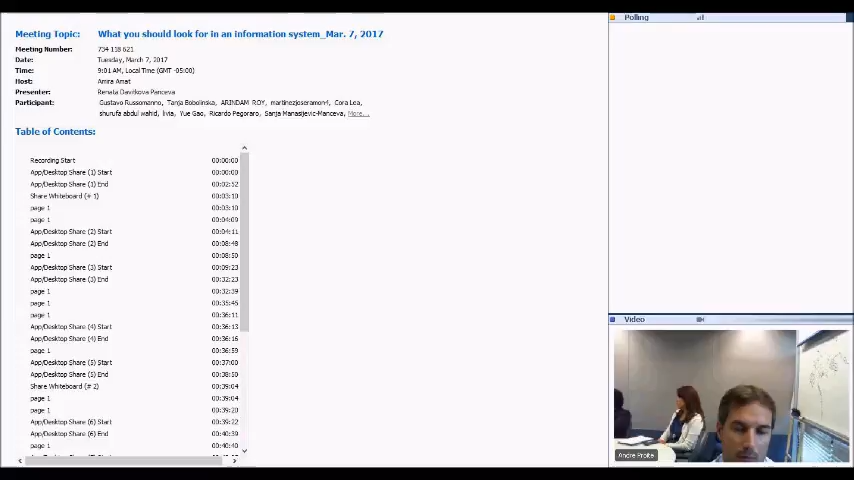 Meeting Topic: What you should look for in an information system_Mar. 7, 2017
Meeting Number: 734 158 621
Date: Tuesday, March 7, 2017
Time: 9:01 AM, Local Time (GMT -05:00)
Host: Amira Amat
Presenter: Renata Davitkova Panceva
Participant: Gustavo Russomanno, Tanja Bobolinska, ARINDAM ROY, martinezjoseramon4, Cora Lea,
shurufa abdul wahid, livia, Yue Gao, Ricardo Pegoraro, Sanja Manasijevic-Manceva, More...
Table of Contents:
Recording Start 00:00:00
App/Desktop Share (1) Start 00:00:00
App/Desktop Share (1) End 00:02:52
Share Whiteboard (# 1) 00:03:10
page 1 00:03:10
page 1 00:04:09
App/Desktop Share (2) Start 00:04:11
App/Desktop Share (2) End 00:08:48
page 1 00:08:50
App/Desktop Share (3) Start 00:09:23
App/Desktop Share (3) End 00:32:23
page 1 00:32:39
page 1 00:35:45
page 1 00:36:11
App/Desktop Share (4) Start 00:36:13
App/Desktop Share (4) End 00:36:16
page 1 00:36:59
App/Desktop Share (5) Start 00:37:00
App/Desktop Share (5) End 00:38:50
Share Whiteboard (# 2) 00:39:04
page 1 00:39:04
page 1 00:39:20
App/Desktop Share (6) Start 00:39:22
App/Desktop Share (6) End 00:40:39
page 1 00:40:40
Polling
Video
Andre Proite